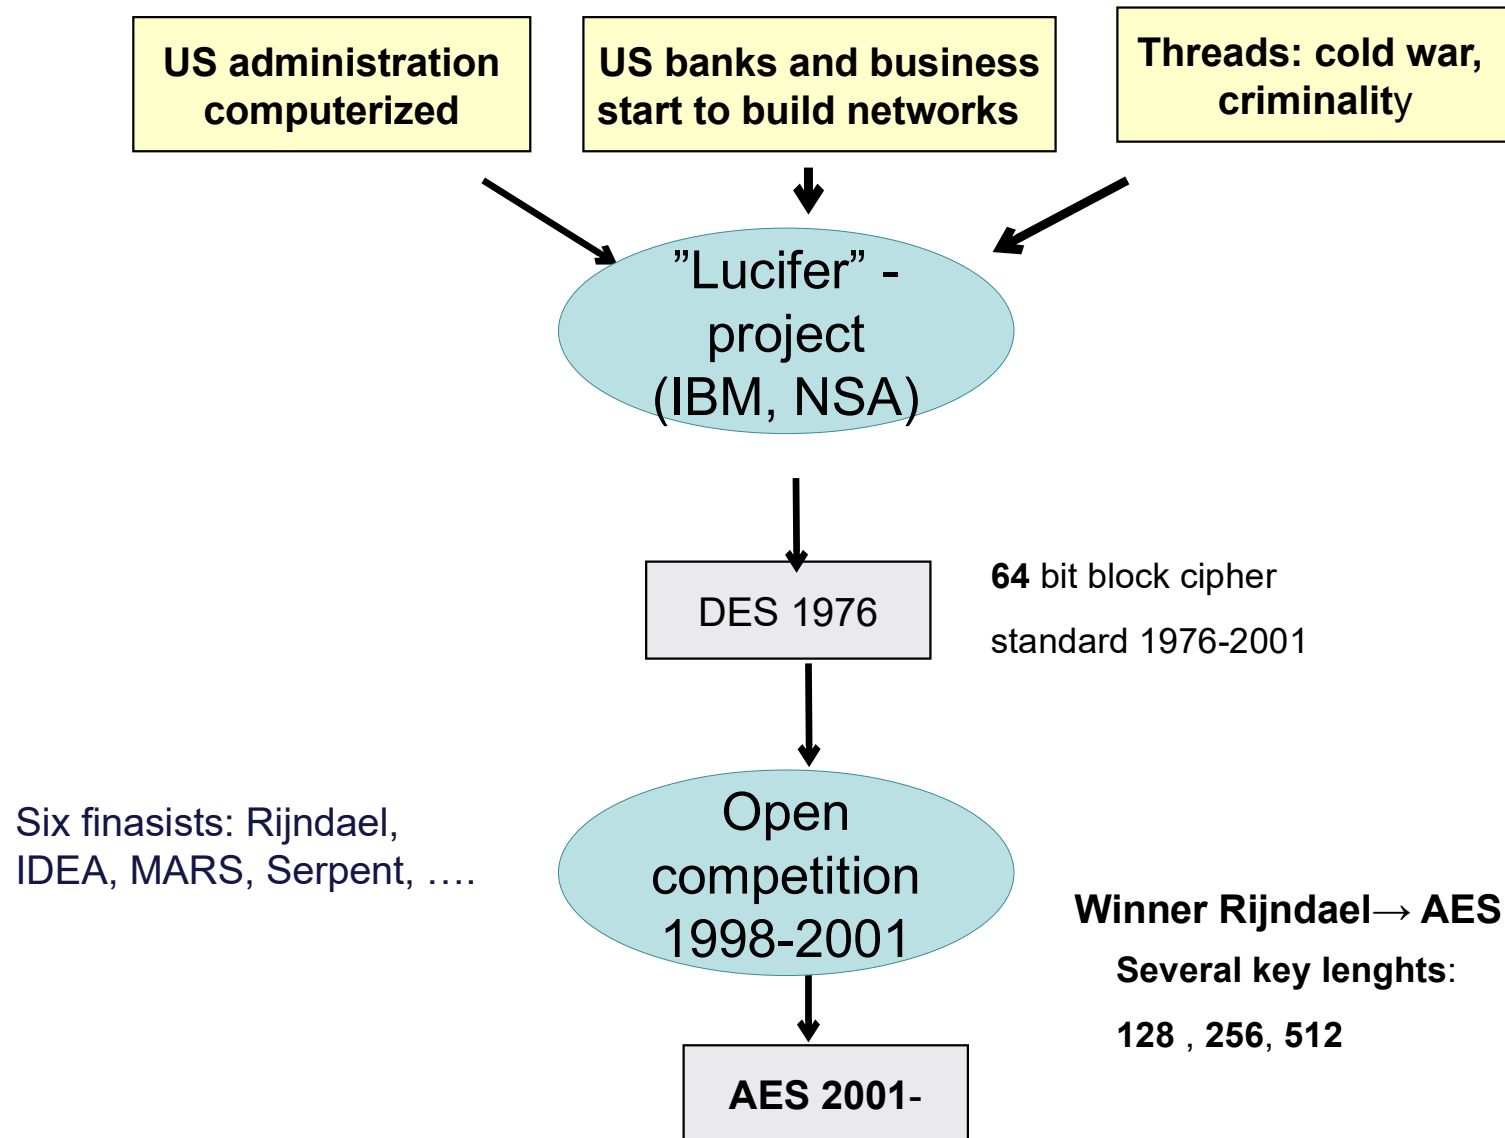 US administration
computerized
US banks and business
start to build networks
Threads: cold war,
criminality
”Lucifer” -
project
(IBM, NSA)
DES 1976
64 bit block cipher
standard 1976-2001
Six finasists: Rijndael,
IDEA, MARS, Serpent, ….
Open
competition
1998-2001
Winner Rijndael→ AES
Several key lenghts:
128 , 256, 512
AES 2001-